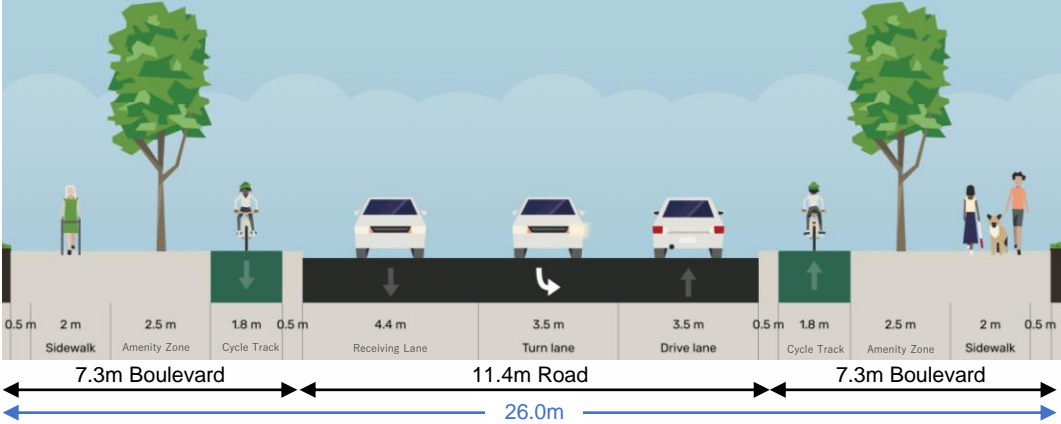 0.5 m 2 m 2.5 m 1.8 m 0.5 m 4.4 m 3.5 m 3.5 m 0.5 m 1.8 m 2.5 m 2 m 0.5 m
Sidewalk Amenity Zone Cycle Track Receiving Lane Turn lane Drive lane Cycle Track Amenity Zone Sidewalk
7.3m Boulevard 11.4m Road 7.3m Boulevard
26.0m